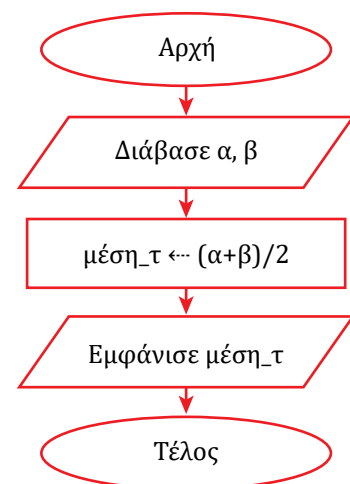 Αρχή
Διάβασε α, β
μέση_τ ⇠ (α+β)/2
Εμφάνισε μέση_τ
Τέλος